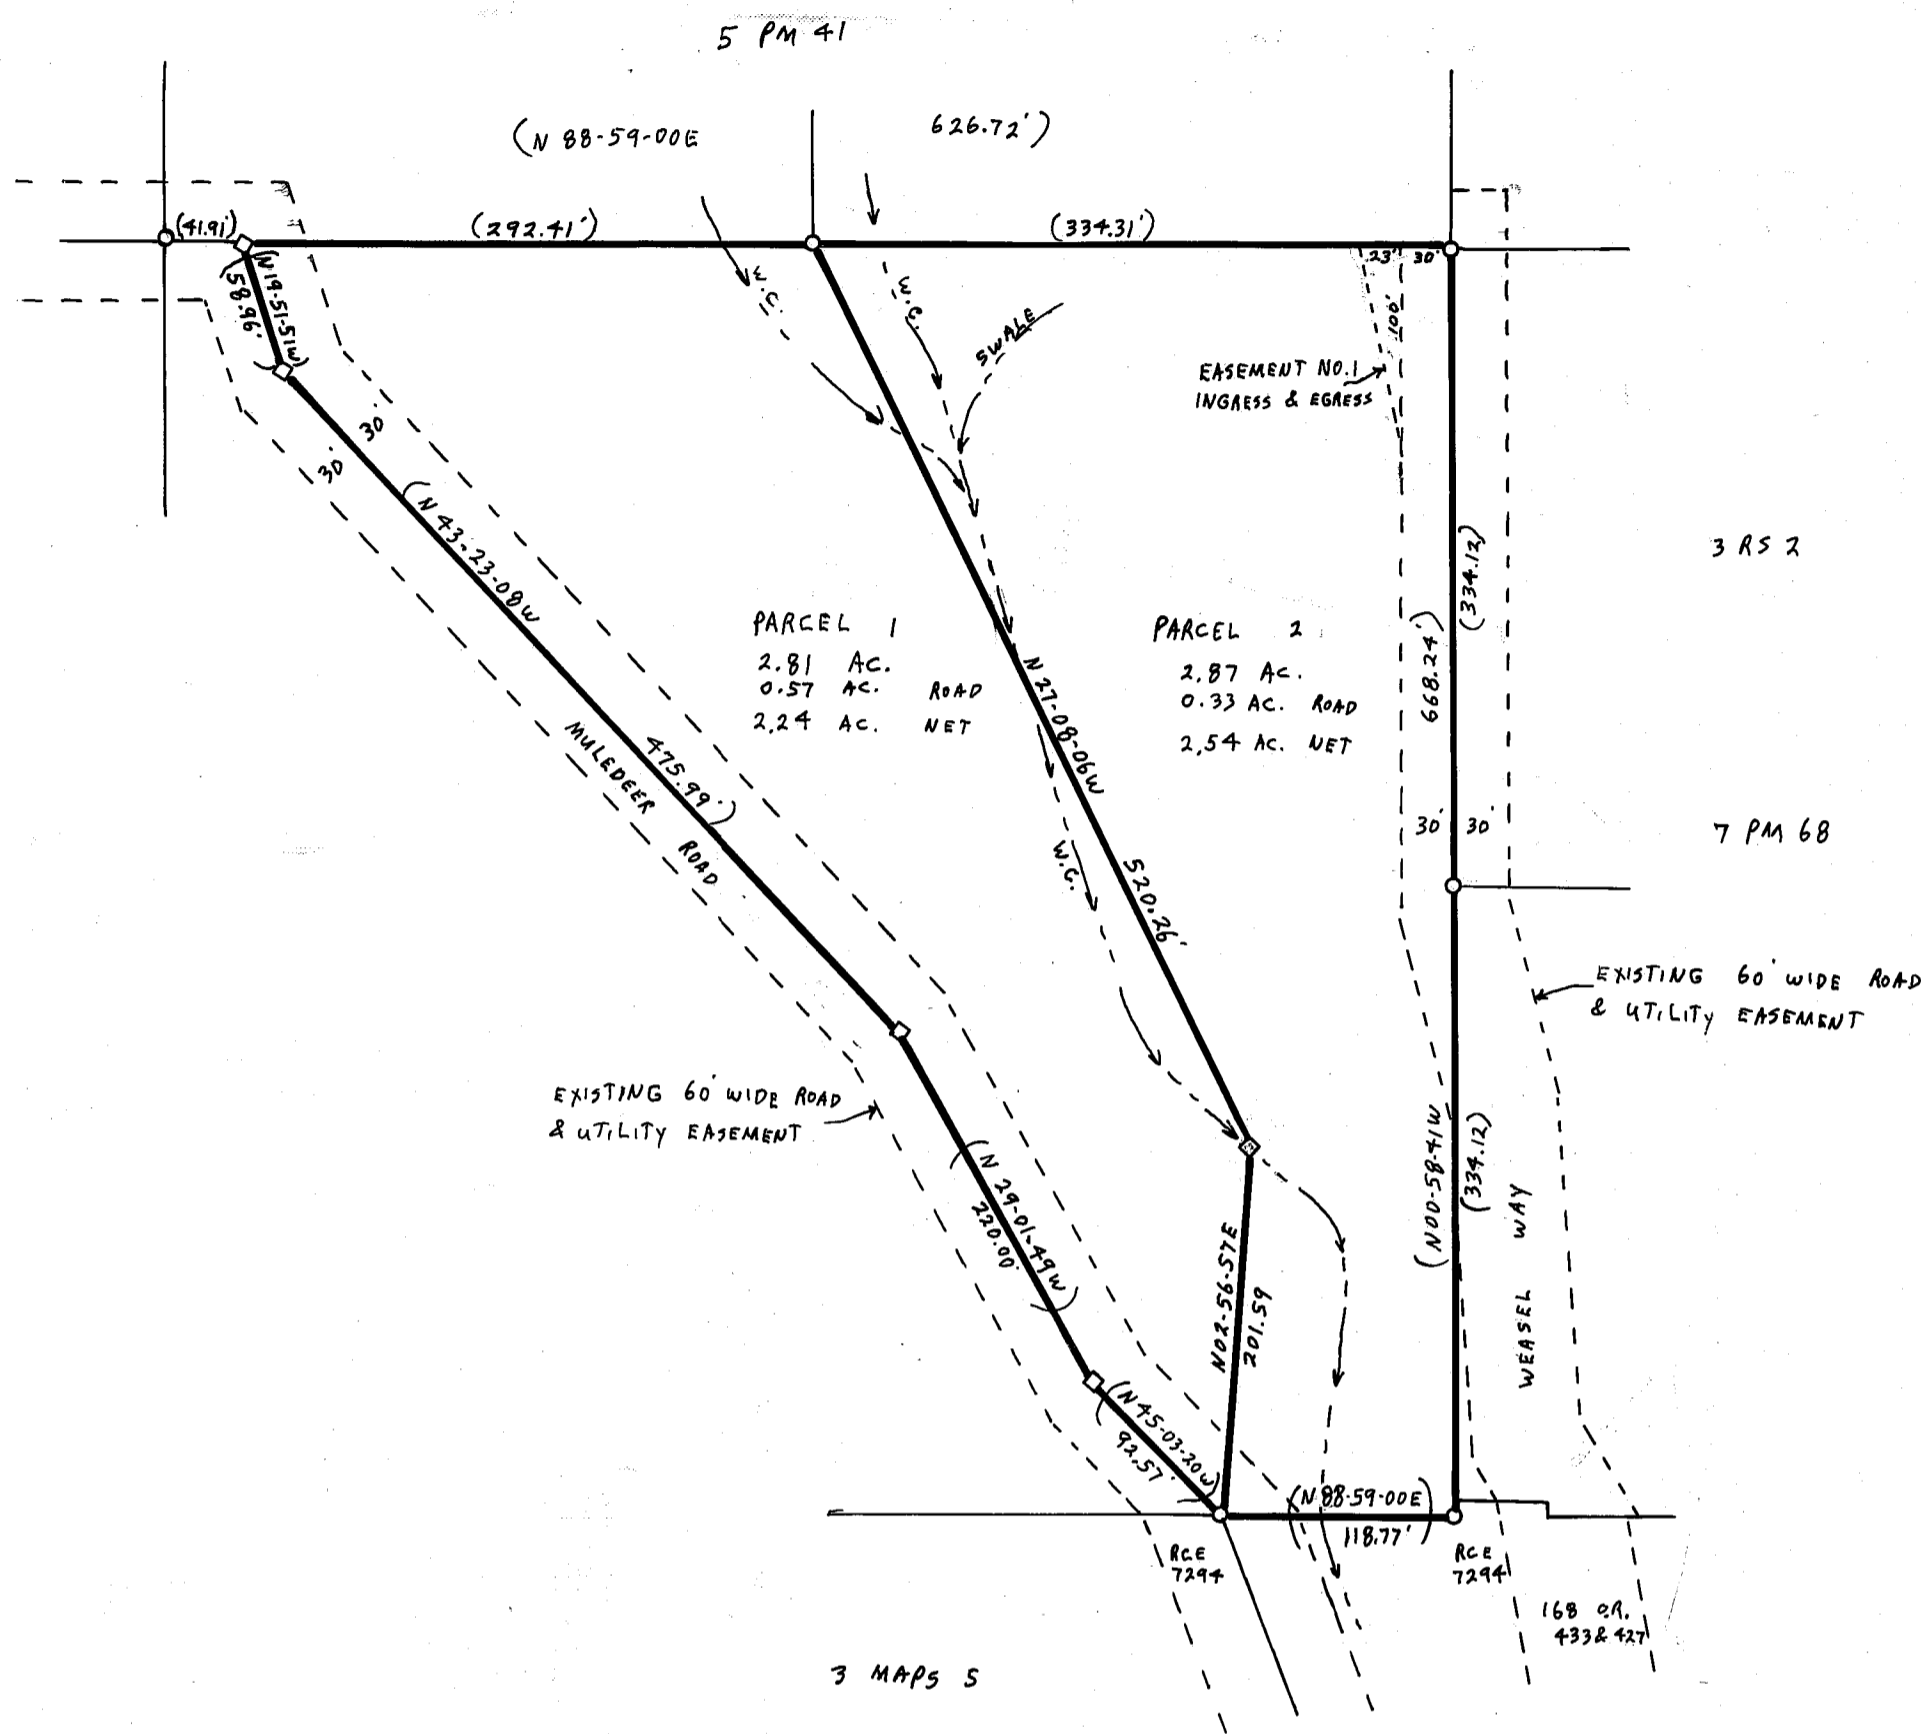 5 PM 41
(N 88-59-00E 626.72')
(41.91')
(292.41')
(334.31')
23' 30'
100'
(N19-51-51W
58.96')
W.C.
W.C.
SWALE
EASEMENT NO.1
INGRESS & EGRESS
30'
30'
(N 43-23-08W
475.99')
MULEDEER
ROAD
PARCEL 1
2.81 AC.
0.57 AC. ROAD
2.24 AC. NET
PARCEL 2
2.87 AC.
0.33 AC. ROAD
2.54 AC. NET
N 27-08-06W
520.26'
W.C.
(334.12)
668.24')
3 RS 2
30' 30'
7 PM 68
EXISTING 60' WIDE ROAD
& UTILITY EASEMENT
EXISTING 60' WIDE ROAD
& UTILITY EASEMENT
(N 29-01-49W)
220.00'
N02-56-57E
201.59
(N00-58-41W
(334.12)
WEASEL WAY
(N45-03-20W)
92.57'
(N 88-59-00E)
118.77')
RCE
7294
RCE
7294
168 O.R.
433 & 427
3 MAPS 5